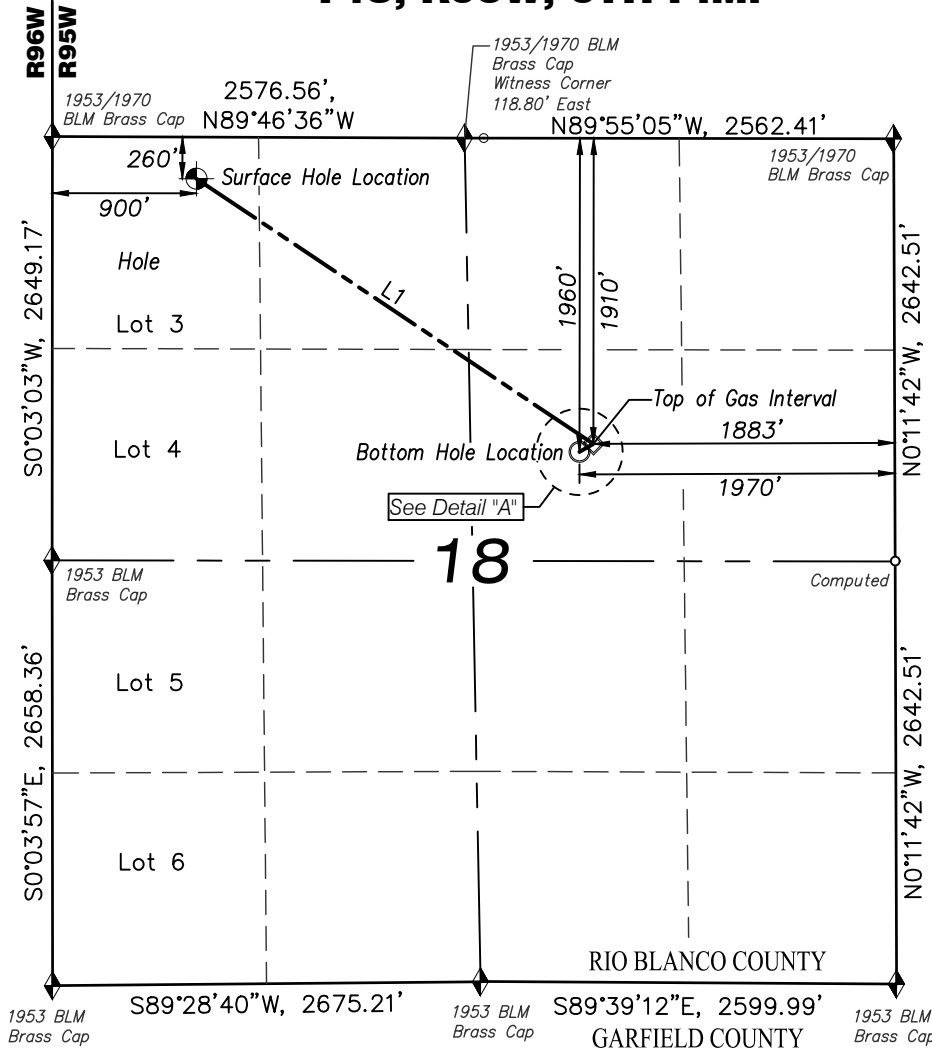 R96W
R95W
1953/1970
BLM Brass Cap
2576.56',
N89°46'36"W
1953/1970 BLM
Brass Cap
Witness Corner
118.80' East
N89°55'05"W, 2562.41'
1953/1970
BLM Brass Cap
260'
Surface Hole Location
900'
Hole
Lot 3
L1
S0°03'03"W, 2649.17'
1960'
1910'
N0°11'42"W, 2642.51'
Top of Gas Interval
1883'
Lot 4
Bottom Hole Location
1970'
See Detail "A"
18
1953 BLM
Brass Cap
Computed
S0°03'57"E, 2658.36'
Lot 5
N0°11'42"W, 2642.51'
Lot 6
RIO BLANCO COUNTY
1953 BLM
Brass Cap
S89°28'40"W, 2675.21'
1953 BLM
Brass Cap
S89°39'12"E, 2599.99'
GARFIELD COUNTY
1953 BLM
Brass Cap